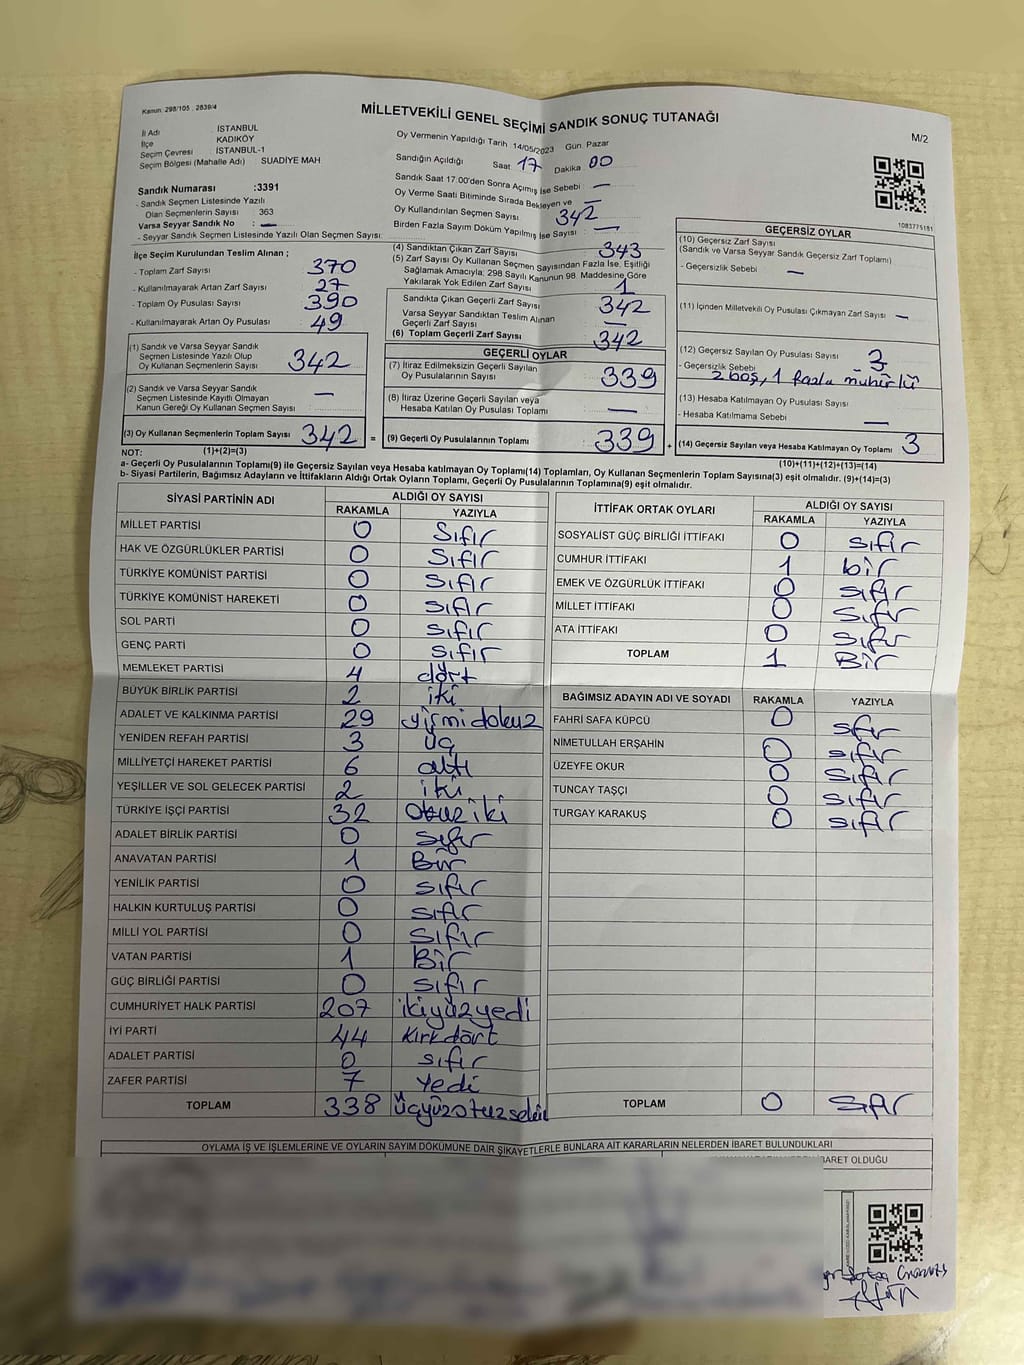 Kanun: 298/105 , 2839/4
MİLLETVEKİLİ GENEL SEÇİMİ SANDIK SONUÇ TUTANAĞI
M/2
İl Adı : İSTANBUL
İlçe KADIKÖY
Seçim Çevresi : İSTANBUL-1
Seçim Bölgesi (Mahalle Adı) : SUADİYE MAH
Sandık Numarası :3391
- Sandık Seçmen Listesinde Yazılı
Olan Seçmenlerin Sayısı : 363
Varsa Seyyar Sandık No : —
- Seyyar Sandık Seçmen Listesinde Yazılı Olan Seçmen Sayısı:
Oy Vermenin Yapıldığı Tarih 14/05/2023 Gün. Pazar
Sandığın Açıldığı Saat 17 Dakika 00
Sandık Saat 17:00'den Sonra Açılmış İse Sebebi —
Oy Verme Saati Bitiminde Sırada Bekleyen ve —
Oy Kullandırılan Seçmen Sayısı 342
Birden Fazla Sayım Döküm Yapılmış İse Sayısı —
1083775181
İlçe Seçim Kurulundan Teslim Alınan ;
- Toplam Zarf Sayısı 370
- Kullanılmayarak Artan Zarf Sayısı 27
- Toplam Oy Pusulası Sayısı 390
- Kullanılmayarak Artan Oy Pusulası 49
(1) Sandık ve Varsa Seyyar Sandık
Seçmen Listesinde Yazılı Olup
Oy Kullanan Seçmenlerin Sayısı 342
(2) Sandık ve Varsa Seyyar Sandık
Seçmen Listesinde Kayıtlı Olmayan
Kanun Gereği Oy Kullanan Seçmen Sayısı —
(3) Oy Kullanan Seçmenlerin Toplam Sayısı 342 =
NOT: (1)+(2)=(3)
(4) Sandıktan Çıkan Zarf Sayısı 343
(5) Zarf Sayısı Oy Kullanan Seçmen Sayısından Fazla İse, Eşitliği
Sağlamak Amacıyla; 298 Sayılı Kanunun 98. Maddesine Göre
Yakılarak Yok Edilen Zarf Sayısı 1
Sandıkta Çıkan Geçerli Zarf Sayısı 342
Varsa Seyyar Sandıktan Teslim Alınan
Geçerli Zarf Sayısı —
(6) Toplam Geçerli Zarf Sayısı 342
GEÇERLİ OYLAR
(7) İtiraz Edilmeksizin Geçerli Sayılan
Oy Pusulalarının Sayısı 339
(8) İtiraz Üzerine Geçerli Sayılan veya
Hesaba Katılan Oy Pusulası Toplamı —
(9) Geçerli Oy Pusulalarının Toplamı 339 +
GEÇERSİZ OYLAR
(10) Geçersiz Zarf Sayısı
(Sandık ve Varsa Seyyar Sandık Geçersiz Zarf Toplamı)
- Geçersizlik Sebebi —
(11) İçinden Milletvekili Oy Pusulası Çıkmayan Zarf Sayısı —
(12) Geçersiz Sayılan Oy Pusulası Sayısı 3
- Geçersizlik Sebebi
2 boş, 1 fazla mühürlü
(13) Hesaba Katılmayan Oy Pusulası Sayısı
- Hesaba Katılmama Sebebi —
(14) Geçersiz Sayılan veya Hesaba Katılmayan Oy Toplamı 3
(10)+(11)+(12)+(13)=(14)
a- Geçerli Oy Pusulalarının Toplamı(9) ile Geçersiz Sayılan veya Hesaba katılmayan Oy Toplamı(14) Toplamları, Oy Kullanan Seçmenlerin Toplam Sayısına(3) eşit olmalıdır. (9)+(14)=(3)
b- Siyasi Partilerin, Bağımsız Adayların ve İttifakların Aldığı Ortak Oyların Toplamı, Geçerli Oy Pusulalarının Toplamına(9) eşit olmalıdır.
SİYASİ PARTİNİN ADI ALDIĞI OY SAYISI
RAKAMLA YAZIYLA
MİLLET PARTİSİ 0 Sıfır
HAK VE ÖZGÜRLÜKLER PARTİSİ 0 Sıfır
TÜRKİYE KOMÜNİST PARTİSİ 0 Sıfır
TÜRKİYE KOMÜNİST HAREKETİ 0 Sıfır
SOL PARTİ 0 Sıfır
GENÇ PARTİ 0 Sıfır
MEMLEKET PARTİSİ 4 dört
BÜYÜK BİRLİK PARTİSİ 2 iki
ADALET VE KALKINMA PARTİSİ 29 yirmi dokuz
YENİDEN REFAH PARTİSİ 3 üç
MİLLİYETÇİ HAREKET PARTİSİ 6 altı
YEŞİLLER VE SOL GELECEK PARTİSİ 2 iki
TÜRKİYE İŞÇİ PARTİSİ 32 otuz iki
ADALET BİRLİK PARTİSİ 0 sıfır
ANAVATAN PARTİSİ 1 Bir
YENİLİK PARTİSİ 0 sıfır
HALKIN KURTULUŞ PARTİSİ 0 sıfır
MİLLİ YOL PARTİSİ 0 sıfır
VATAN PARTİSİ 1 Bir
GÜÇ BİRLİĞİ PARTİSİ 0 sıfır
CUMHURİYET HALK PARTİSİ 207 ikiyüzyedi
İYİ PARTİ 44 kırkdört
ADALET PARTİSİ 0 sıfır
ZAFER PARTİSİ 7 yedi
TOPLAM 338 üçyüzotuzsekiz
İTTİFAK ORTAK OYLARI ALDIĞI OY SAYISI
RAKAMLA YAZIYLA
SOSYALİST GÜÇ BİRLİĞİ İTTİFAKI 0 sıfır
CUMHUR İTTİFAKI 1 bir
EMEK VE ÖZGÜRLÜK İTTİFAKI 0 sıfır
MİLLET İTTİFAKI 0 sıfır
ATA İTTİFAKI 0 sıfır
TOPLAM 1 Bir
BAĞIMSIZ ADAYIN ADI VE SOYADI RAKAMLA YAZIYLA
FAHRİ SAFA KÜPCÜ 0 sıfır
NİMETULLAH ERŞAHİN 0 sıfır
ÜZEYFE OKUR 0 sıfır
TUNCAY TAŞÇI 0 sıfır
TURGAY KARAKUŞ 0 sıfır
TOPLAM 0 Sıfır
OYLAMA İŞ VE İŞLEMLERİNE VE OYLARIN SAYIM DÖKÜMÜNE DAİR ŞİKAYETLERLE BUNLARA AİT KARARLARIN NELERDEN İBARET BULUNDUKLARI
İBARET OLDUĞU